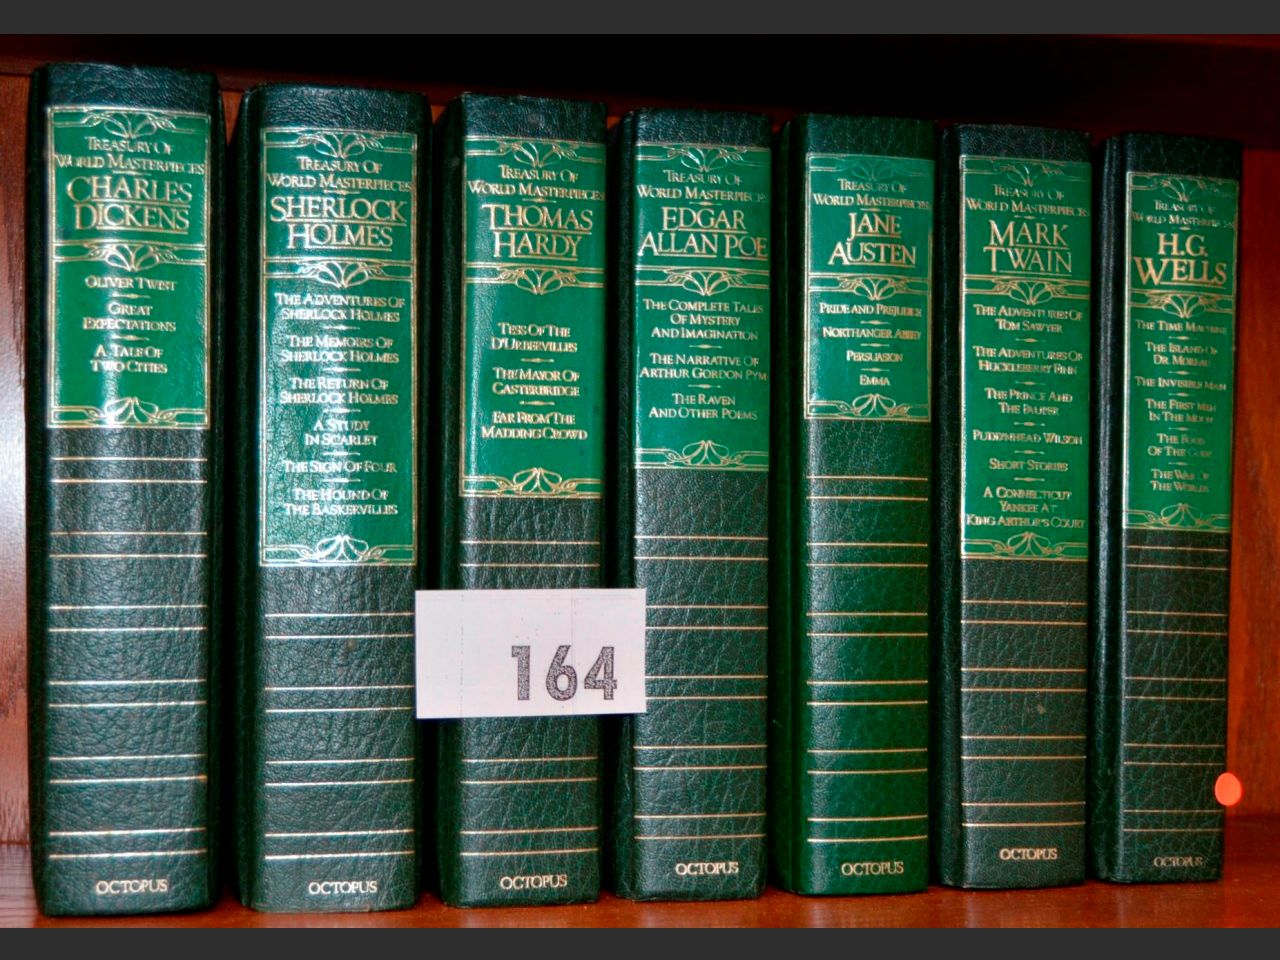 TREASURY OF
WORLD MASTERPIECES
CHARLES
DICKENS
OLIVER TWIST
GREAT
EXPECTATIONS
A TALE OF
TWO CITIES
OCTOPUS
TREASURY OF
WORLD MASTERPIECES
SHERLOCK
HOLMES
THE ADVENTURES OF
SHERLOCK HOLMES
THE MEMOIRS OF
SHERLOCK HOLMES
THE RETURN OF
SHERLOCK HOLMES
A STUDY
IN SCARLET
THE SIGN OF FOUR
THE HOUND OF
THE BASKERVILLES
OCTOPUS
TREASURY OF
WORLD MASTERPIECES
THOMAS
HARDY
TESS OF THE
D'URBERVILLES
THE MAYOR OF
CASTERBRIDGE
FAR FROM THE
MADDING CROWD
164
OCTOPUS
TREASURY OF
WORLD MASTERPIECES
EDGAR
ALLAN POE
THE COMPLETE TALES
OF MYSTERY
AND IMAGINATION
THE NARRATIVE OF
ARTHUR GORDON PYM
THE RAVEN
AND OTHER POEMS
OCTOPUS
TREASURY OF
WORLD MASTERPIECES
JANE
AUSTEN
PRIDE AND PREJUDICE
NORTHANGER ABBEY
PERSUASION
EMMA
OCTOPUS
TREASURY OF
WORLD MASTERPIECES
MARK
TWAIN
THE ADVENTURES OF
TOM SAWYER
THE ADVENTURES OF
HUCKLEBERRY FINN
THE PRINCE AND
THE PAUPER
PUDD'NHEAD WILSON
SHORT STORIES
A CONNECTICUT
YANKEE AT
KING ARTHUR'S COURT
OCTOPUS
TREASURY OF
WORLD MASTERPIECES
H.G.
WELLS
THE TIME MACHINE
THE ISLAND OF
DR. MOREAU
THE INVISIBLE MAN
THE FIRST MEN
IN THE MOON
THE FOOD
OF THE GODS
THE WAR OF
THE WORLDS
OCTOPUS